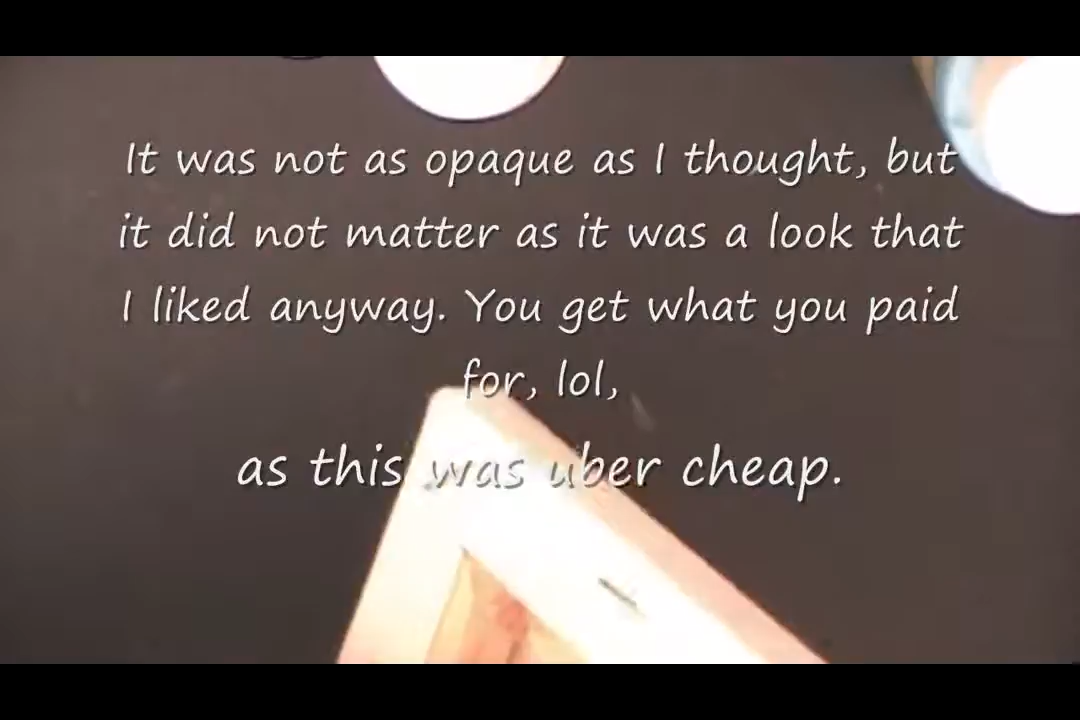 It was not as opaque as I thought, but
it did not matter as it was a look that
I liked anyway. You get what you paid
for, lol,
as this was uber cheap.